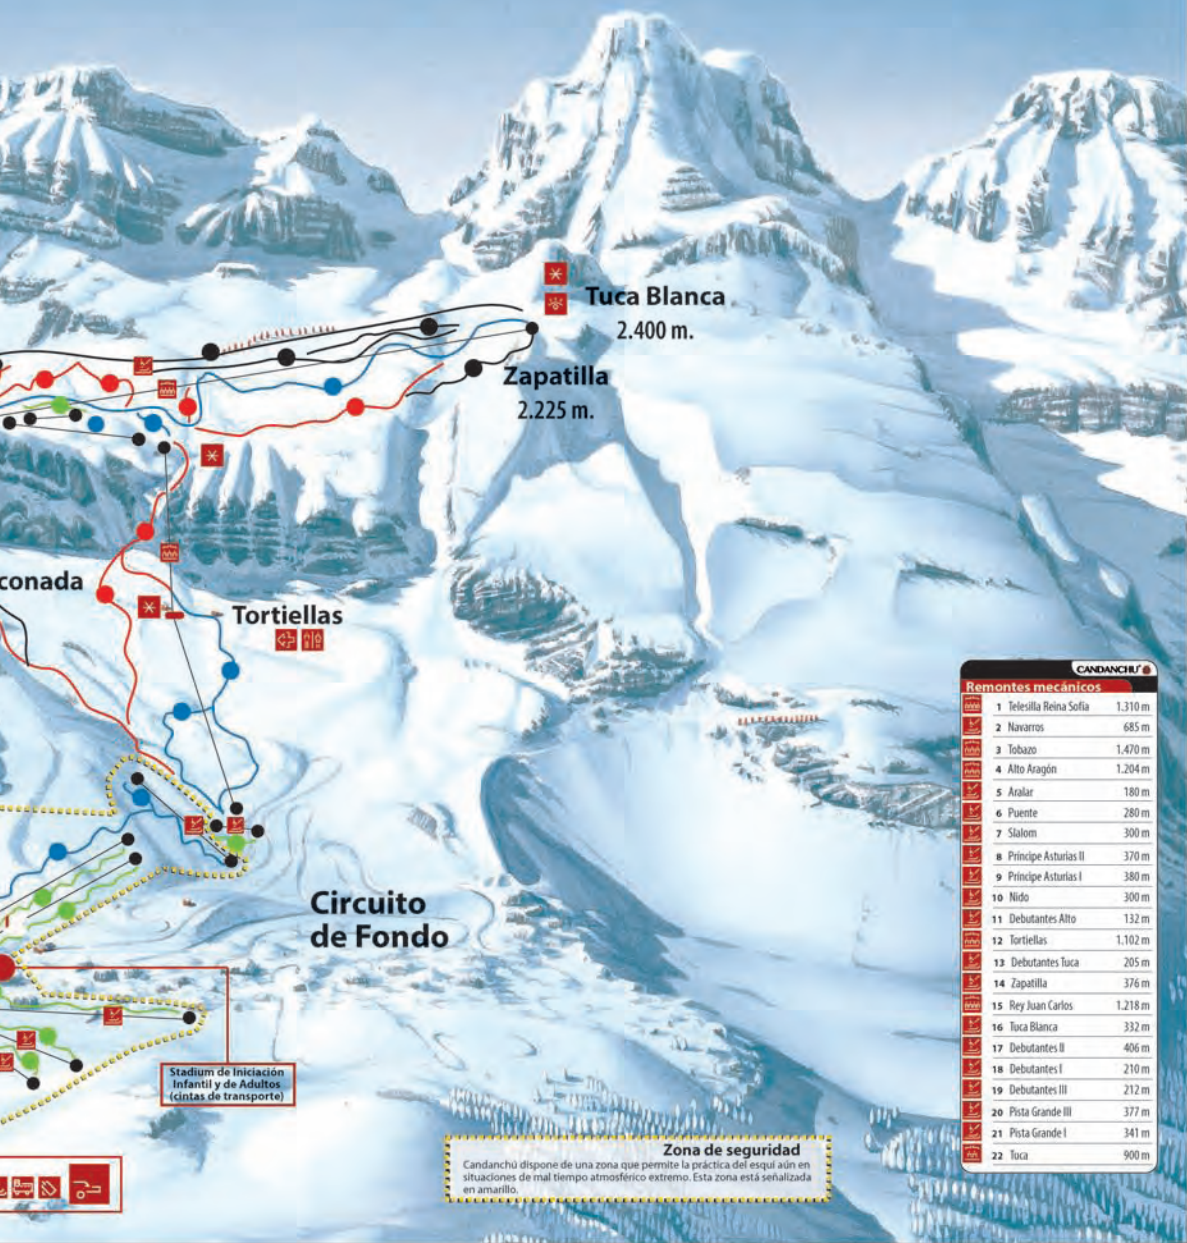 Tuca Blanca
2.400 m.
Zapatilla
2.225 m.
conada
Tortiellas
Circuito
de Fondo
Stadium de Iniciación
Infantil y de Adultos
(cintas de transporte)
Zona de seguridad
Candanchú dispone de una zona que permite la práctica del esquí aún en
situaciones de mal tiempo atmosférico extremo. Esta zona está señalizada
en amarillo.
CANDANCHU
Remontes mecánicos
1 Telesilla Reina Sofía 1.310 m
2 Navarros 685 m
3 Tobazo 1.470 m
4 Alto Aragón 1.204 m
5 Aralar 180 m
6 Puente 280 m
7 Slalom 300 m
8 Príncipe Asturias II 370 m
9 Príncipe Asturias I 380 m
10 Nido 300 m
11 Debutantes Alto 132 m
12 Tortiellas 1.102 m
13 Debutantes Tuca 205 m
14 Zapatilla 376 m
15 Rey Juan Carlos 1.218 m
16 Tuca Blanca 332 m
17 Debutantes II 406 m
18 Debutantes I 210 m
19 Debutantes III 212 m
20 Pista Grande III 377 m
21 Pista Grande I 341 m
22 Tuca 900 m